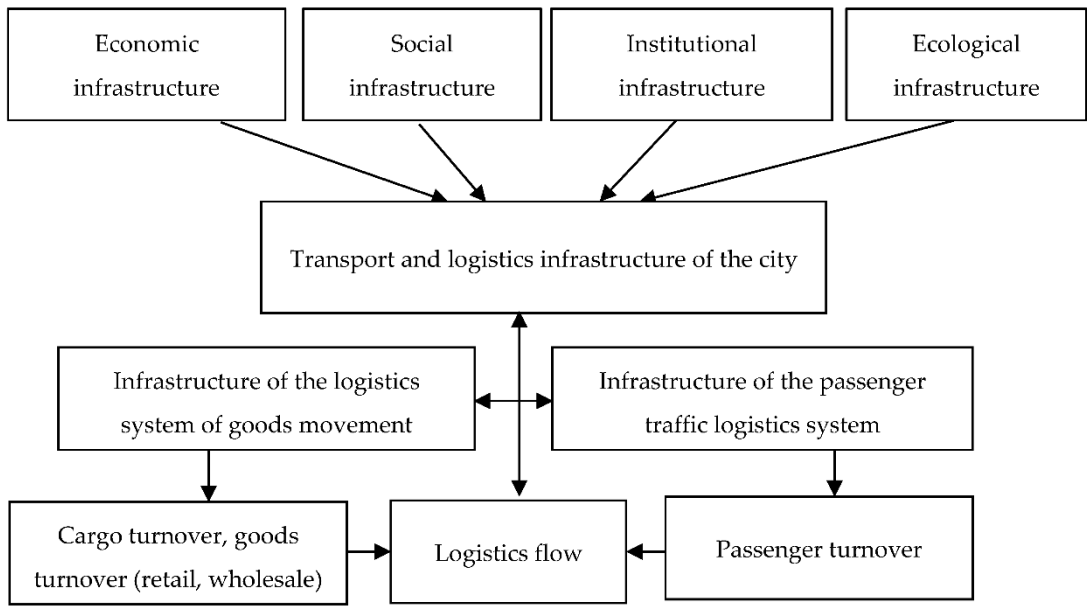 Economic
infrastructure
Social
infrastructure
Institutional
infrastructure
Ecological
infrastructure
Transport and logistics infrastructure of the city
Infrastructure of the logistics
system of goods movement
Infrastructure of the passenger
traffic logistics system
Cargo turnover, goods
turnover (retail, wholesale)
Logistics flow
Passenger turnover